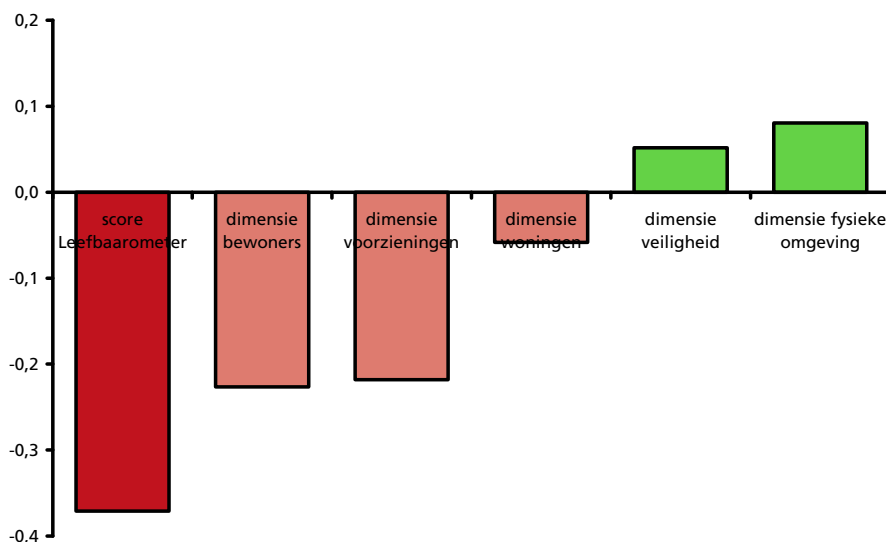 0,2
0,1
0,0
-0,1
-0,2
-0,3
-0,4
score
Leefbaarometer
dimensie
bewoners
dimensie
voorzieningen
dimensie
woningen
dimensie
veiligheid
dimensie fysieke
omgeving